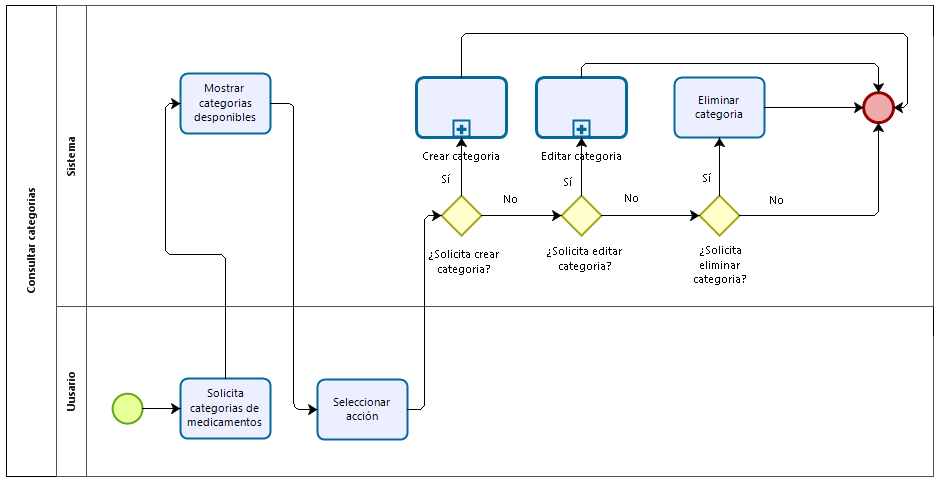 Consultar categorias
Sistema
Uusario
Mostrar
categorias
desponibles
Solicita
categorias de
medicamentos
Seleccionar
acción
Crear categoria
Sí
No
¿Solicita crear
categoria?
Editar categoria
Sí
No
¿Solicita editar
categoria?
Eliminar
categoria
Sí
No
¿Solicita
eliminar
categoria?